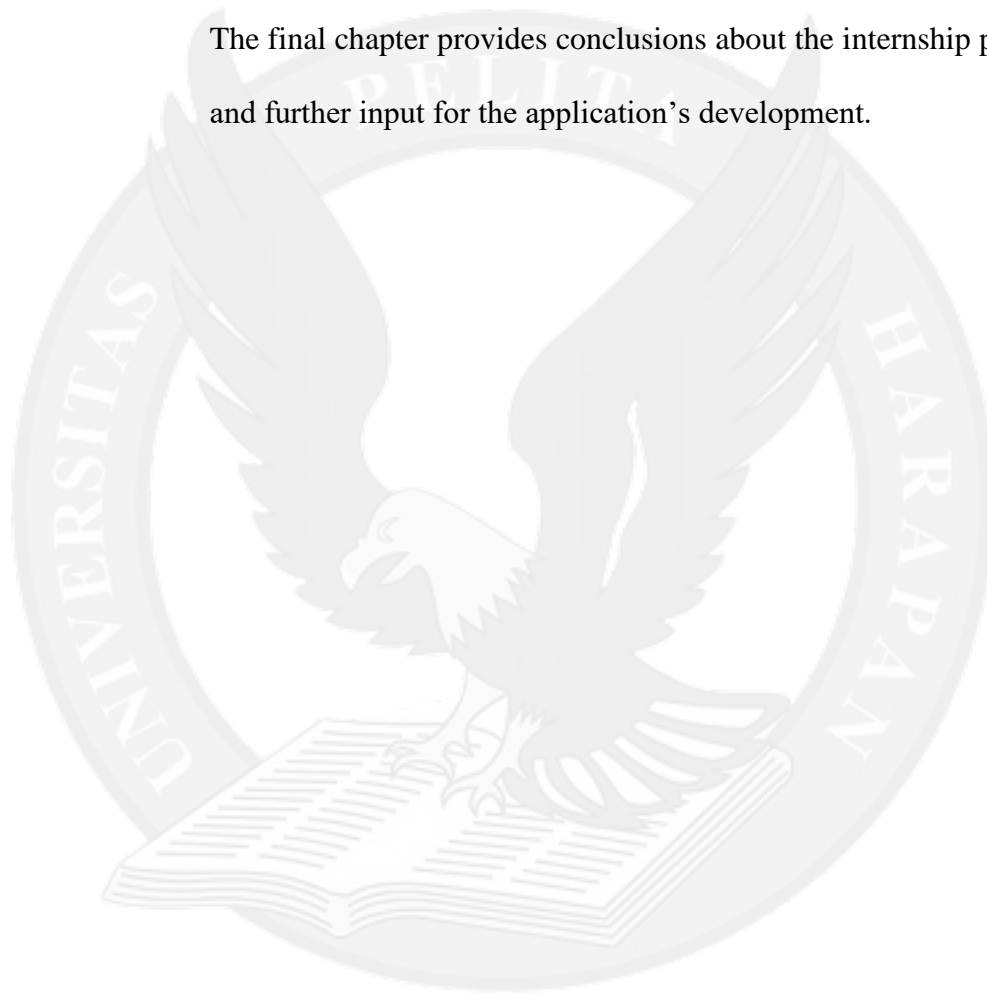 The final chapter provides conclusions about the internship p
and further input for the application’s development.
UNIVERSITAS PELITA HARAPAN